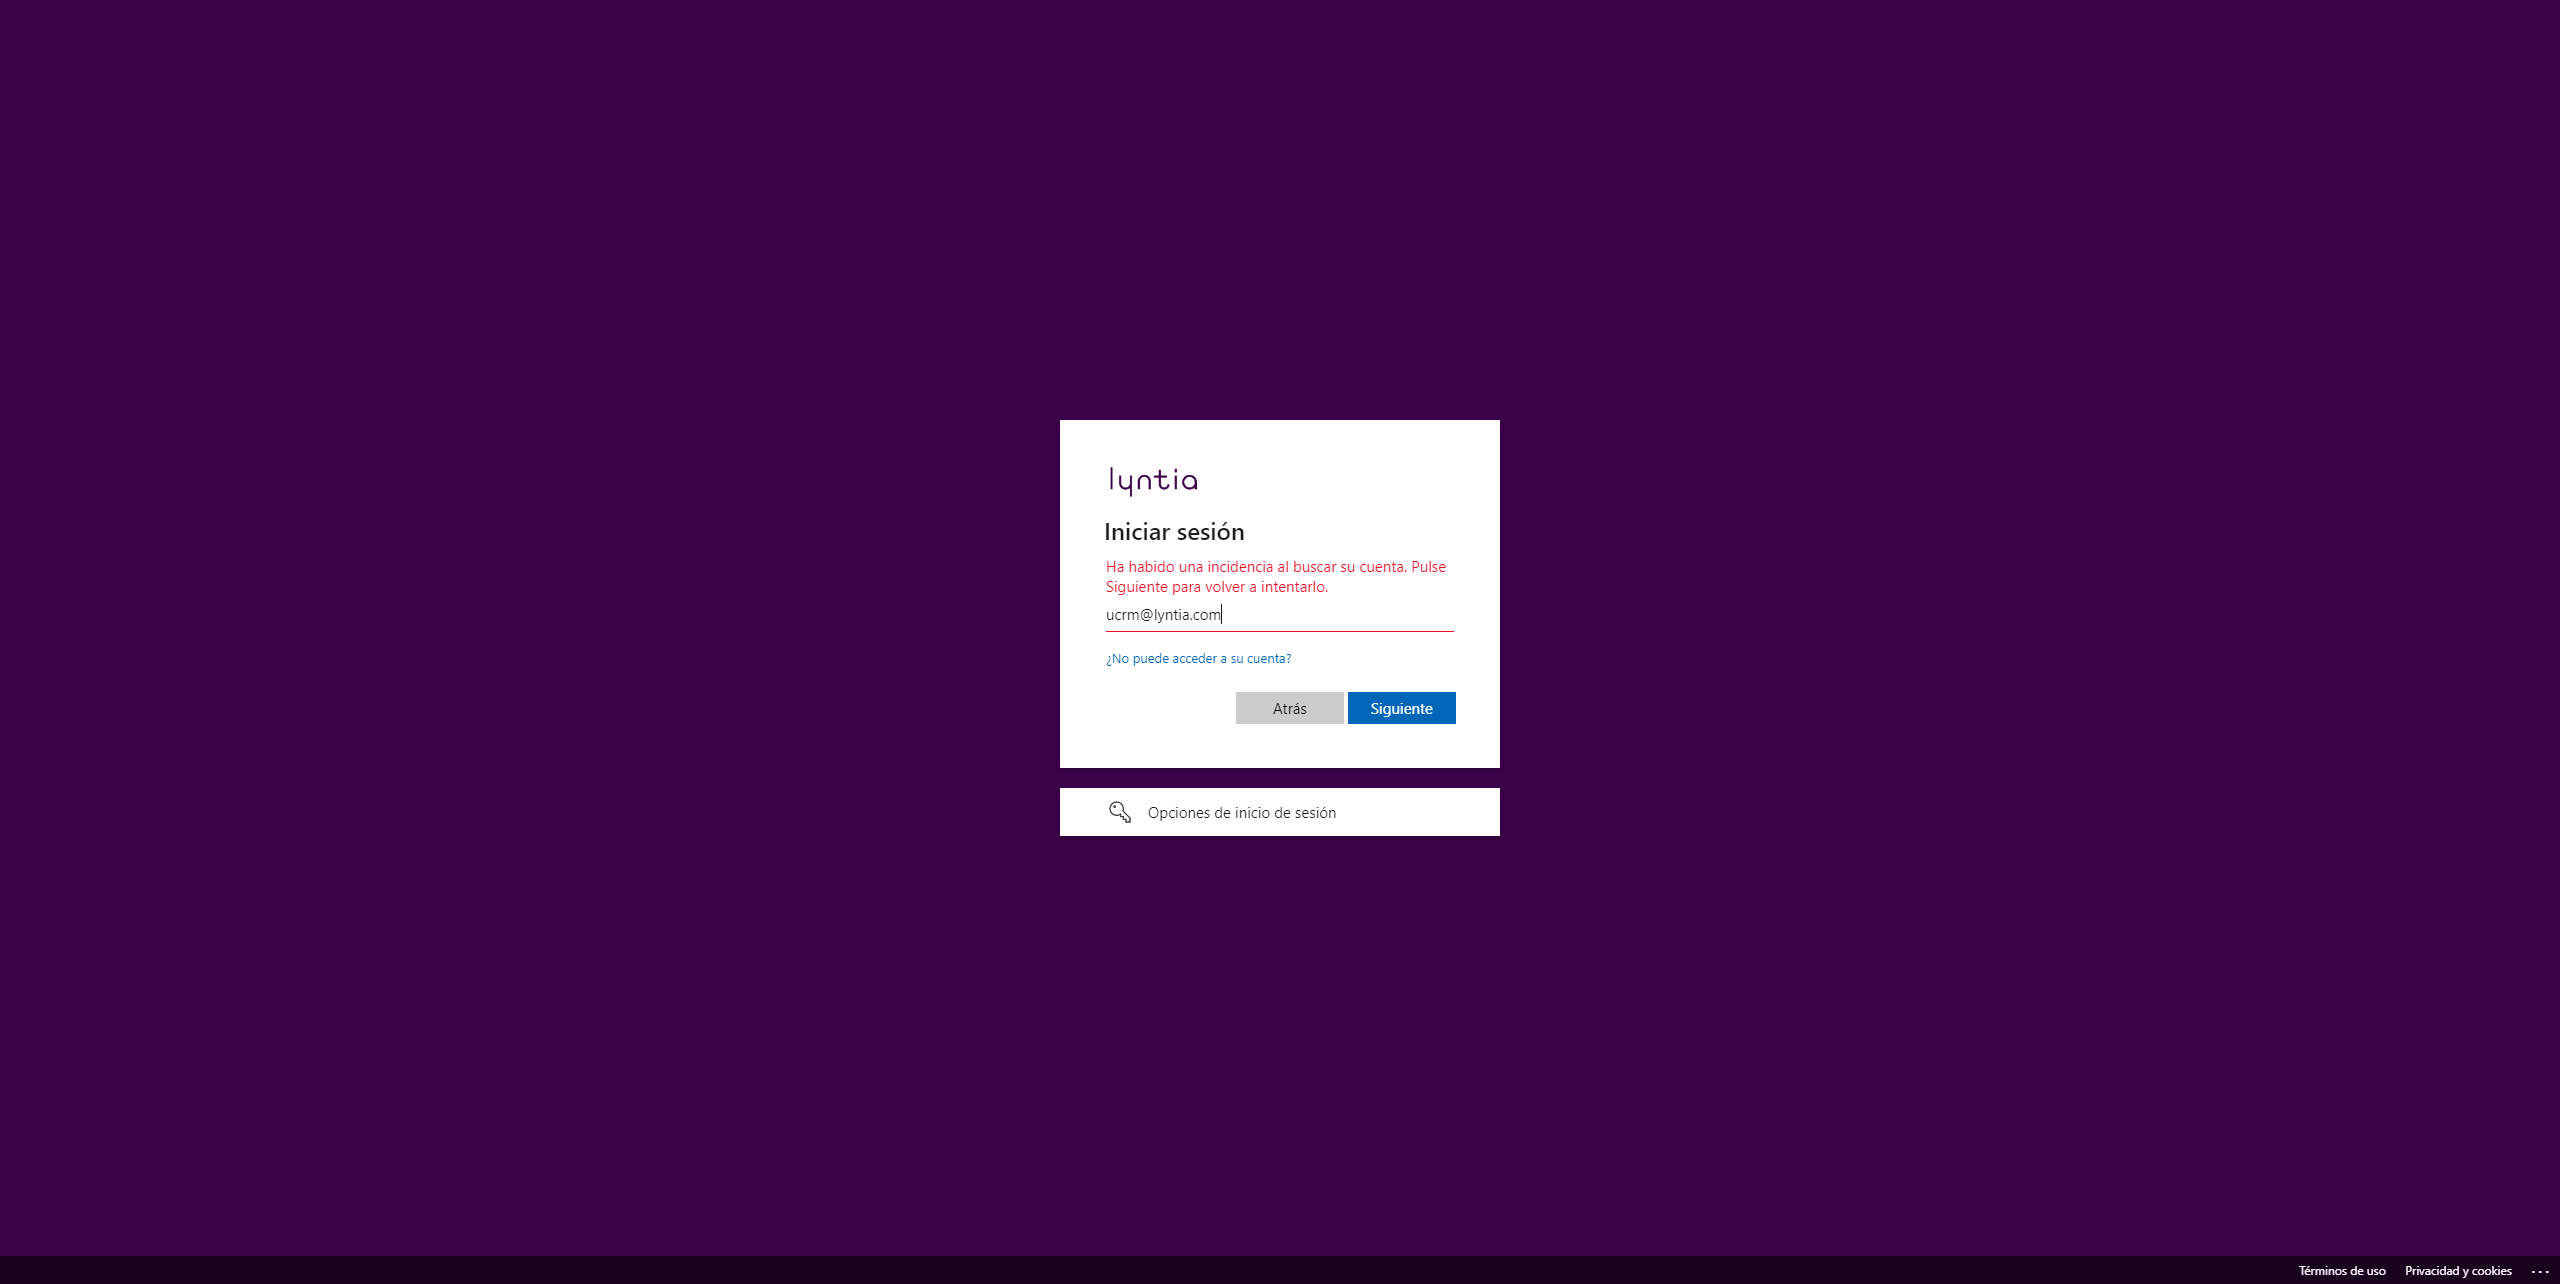 lyntia
Iniciar sesión
Ha habido una incidencia al buscar su cuenta. Pulse
Siguiente para volver a intentarlo.
ucrm@lyntia.com
¿No puede acceder a su cuenta?
Atrás
Siguiente
Opciones de inicio de sesión
Términos de uso
Privacidad y cookies
...